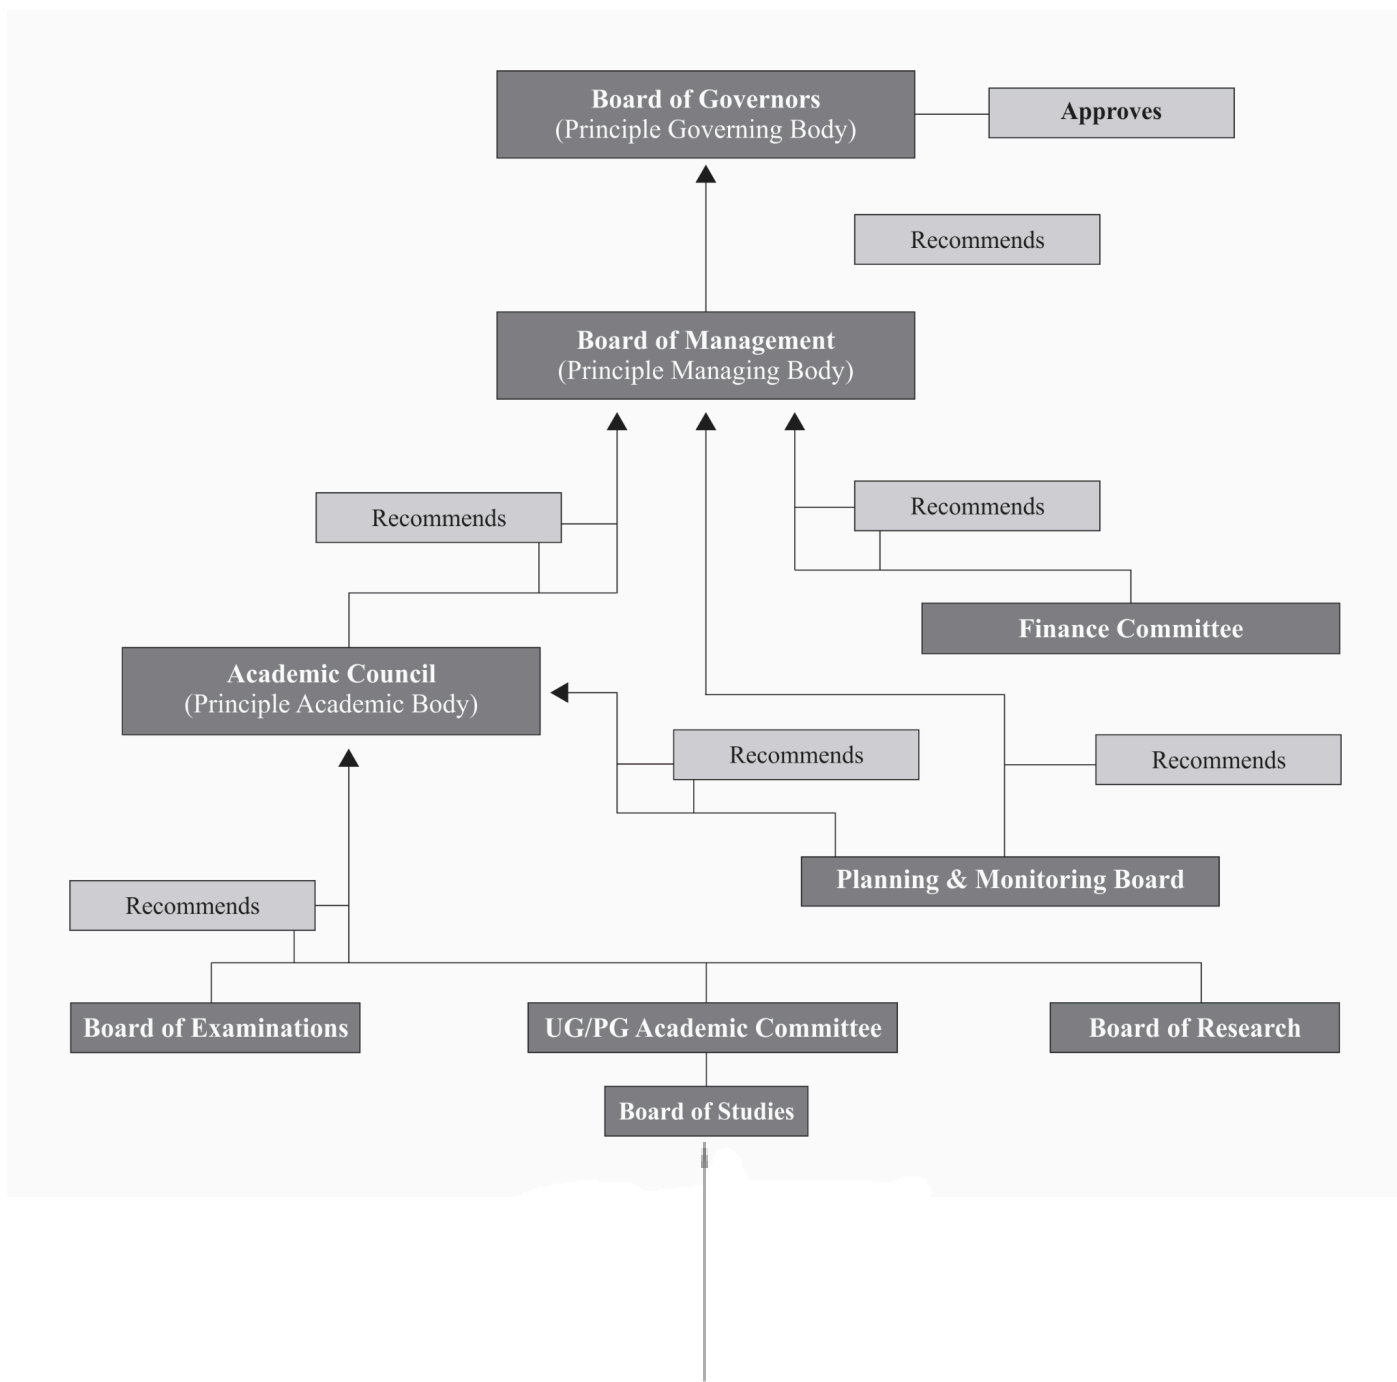 Board of Governors
(Principle Governing Body)
Approves
Recommends
Board of Management
(Principle Managing Body)
Recommends
Recommends
Finance Committee
Academic Council
(Principle Academic Body)
Recommends
Recommends
Planning & Monitoring Board
Recommends
Board of Examinations
UG/PG Academic Committee
Board of Research
Board of Studies